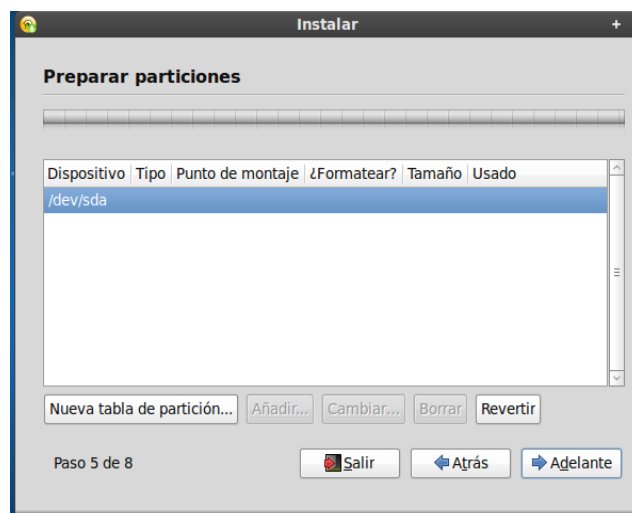 Instalar
Preparar particiones
Dispositivo Tipo Punto de montaje ¿Formatear? Tamaño Usado
/dev/sda
Nueva tabla de partición... Añadir... Cambiar... Borrar Revertir
Paso 5 de 8 Salir Atrás Adelante